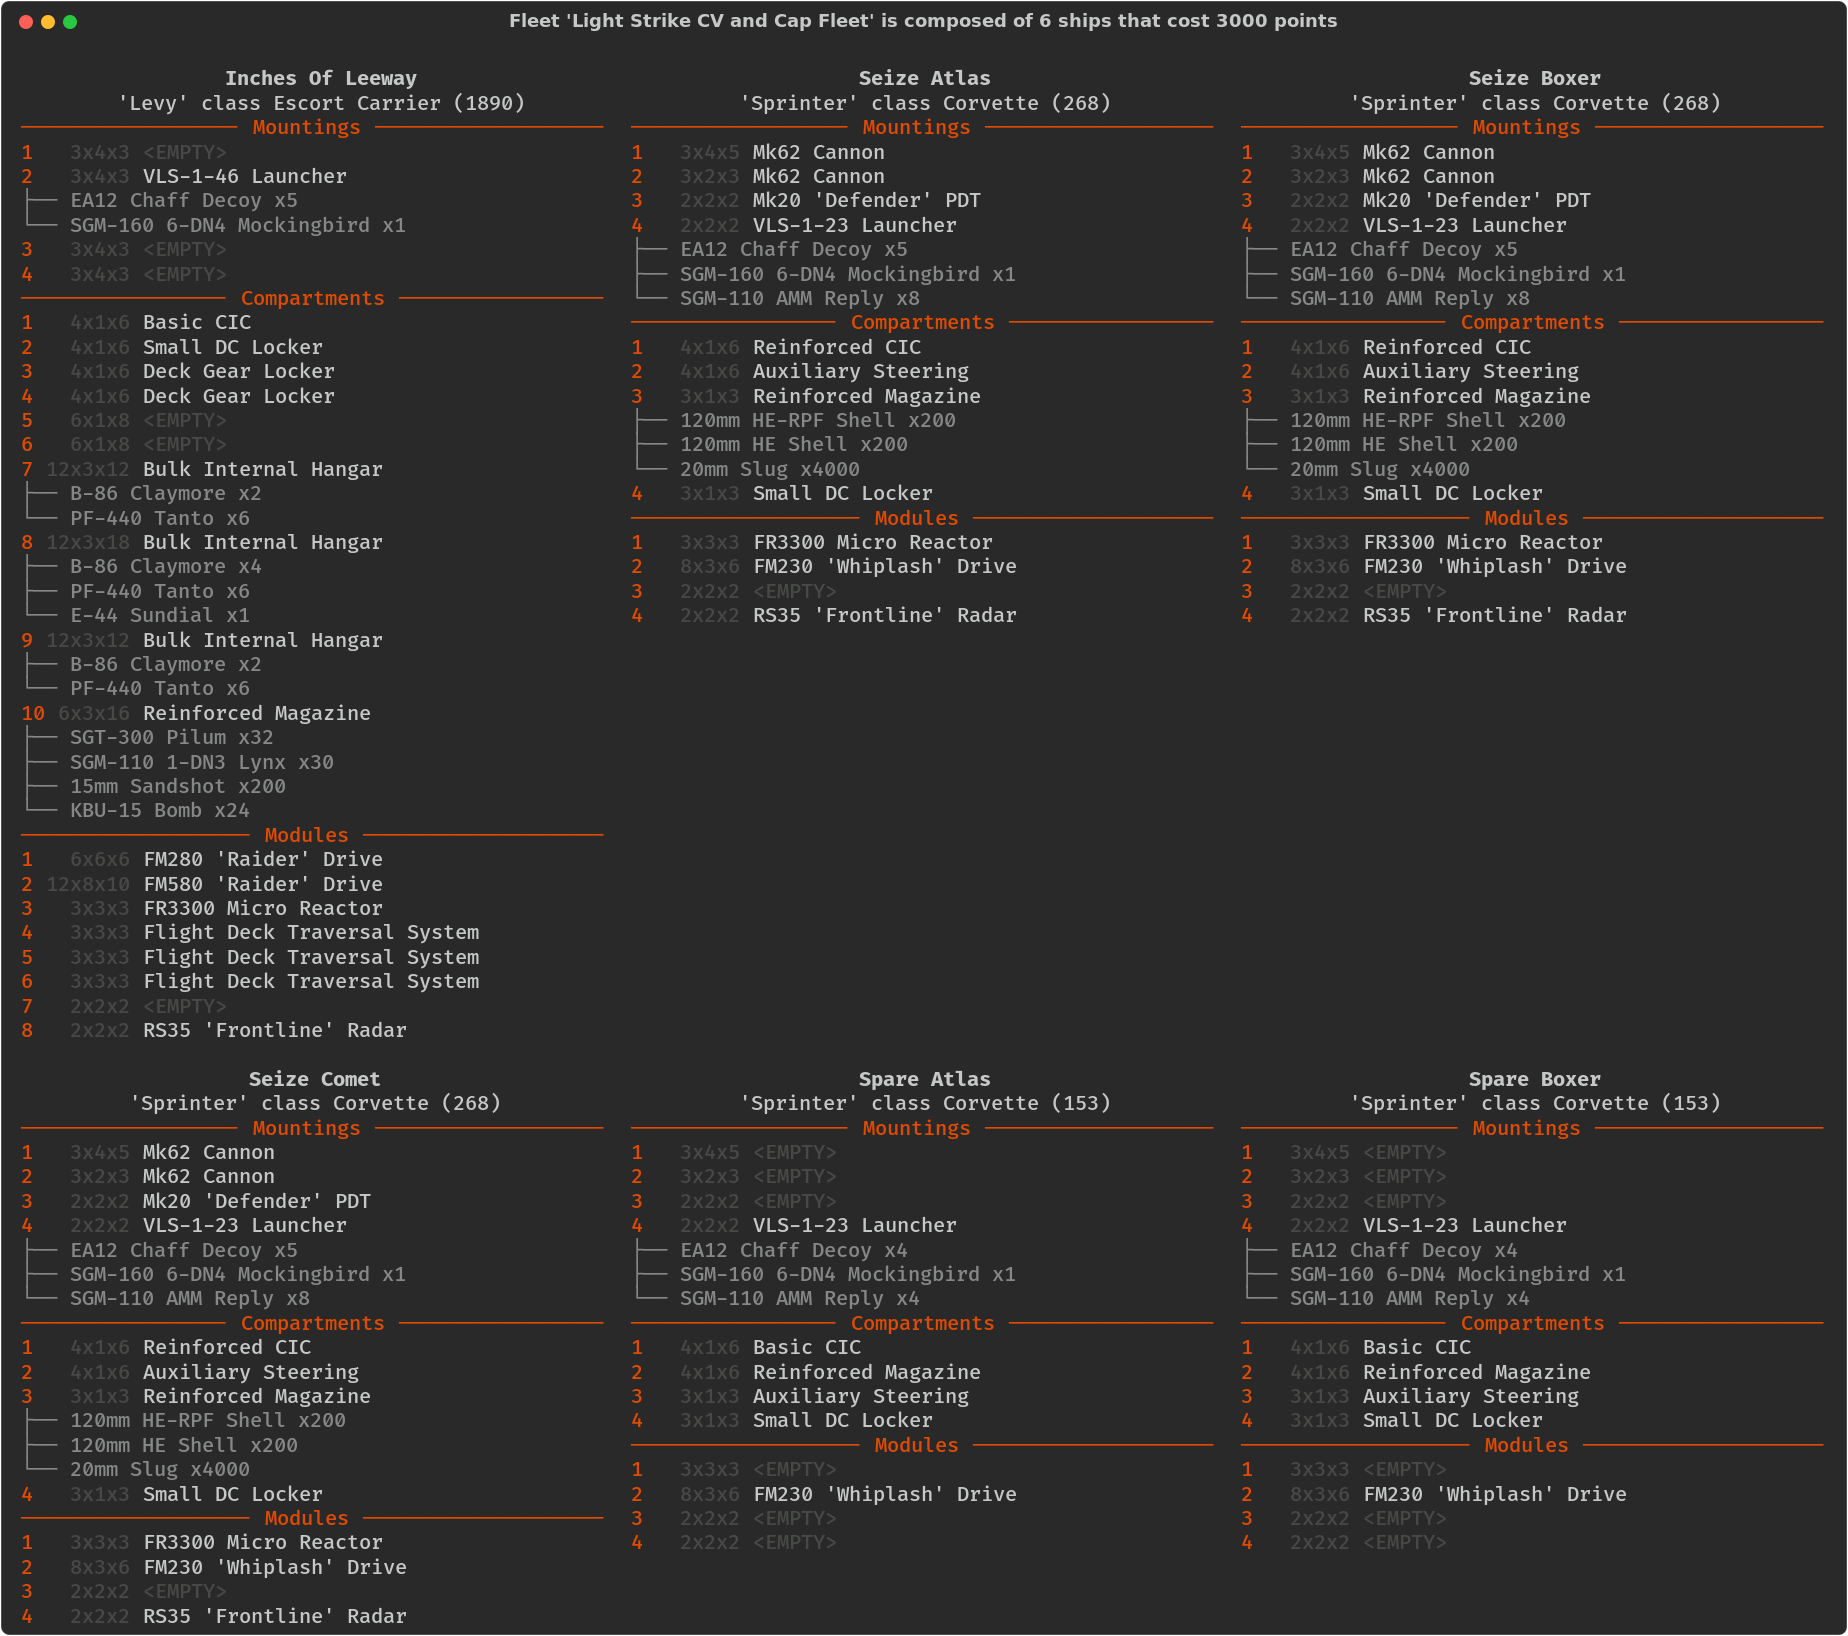 Fleet 'Light Strike CV and Cap Fleet' is composed of 6 ships that cost 3000 points
Inches Of Leeway
'Levy' class Escort Carrier (1890)
Mountings
1 3x4x3 <EMPTY>
2 3x4x3 VLS-1-46 Launcher
EA12 Chaff Decoy x5
SGM-160 6-DN4 Mockingbird x1
3 3x4x3 <EMPTY>
4 3x4x3 <EMPTY>
Compartments
1 4x1x6 Basic CIC
2 4x1x6 Small DC Locker
3 4x1x6 Deck Gear Locker
4 4x1x6 Deck Gear Locker
5 6x1x8 <EMPTY>
6 6x1x8 <EMPTY>
7 12x3x12 Bulk Internal Hangar
B-86 Claymore x2
PF-440 Tanto x6
8 12x3x18 Bulk Internal Hangar
B-86 Claymore x4
PF-440 Tanto x6
E-44 Sundial x1
9 12x3x12 Bulk Internal Hangar
B-86 Claymore x2
PF-440 Tanto x6
10 6x3x16 Reinforced Magazine
SGT-300 Pilum x32
SGM-110 1-DN3 Lynx x30
15mm Sandshot x200
KBU-15 Bomb x24
Modules
1 6x6x6 FM280 'Raider' Drive
2 12x8x10 FM580 'Raider' Drive
3 3x3x3 FR3300 Micro Reactor
4 3x3x3 Flight Deck Traversal System
5 3x3x3 Flight Deck Traversal System
6 3x3x3 Flight Deck Traversal System
7 2x2x2 <EMPTY>
8 2x2x2 RS35 'Frontline' Radar
Seize Atlas
'Sprinter' class Corvette (268)
Mountings
1 3x4x5 Mk62 Cannon
2 3x2x3 Mk62 Cannon
3 2x2x2 Mk20 'Defender' PDT
4 2x2x2 VLS-1-23 Launcher
EA12 Chaff Decoy x5
SGM-160 6-DN4 Mockingbird x1
SGM-110 AMM Reply x8
Compartments
1 4x1x6 Reinforced CIC
2 4x1x6 Auxiliary Steering
3 3x1x3 Reinforced Magazine
120mm HE-RPF Shell x200
120mm HE Shell x200
20mm Slug x4000
4 3x1x3 Small DC Locker
Modules
1 3x3x3 FR3300 Micro Reactor
2 8x3x6 FM230 'Whiplash' Drive
3 2x2x2 <EMPTY>
4 2x2x2 RS35 'Frontline' Radar
Seize Boxer
'Sprinter' class Corvette (268)
Mountings
1 3x4x5 Mk62 Cannon
2 3x2x3 Mk62 Cannon
3 2x2x2 Mk20 'Defender' PDT
4 2x2x2 VLS-1-23 Launcher
EA12 Chaff Decoy x5
SGM-160 6-DN4 Mockingbird x1
SGM-110 AMM Reply x8
Compartments
1 4x1x6 Reinforced CIC
2 4x1x6 Auxiliary Steering
3 3x1x3 Reinforced Magazine
120mm HE-RPF Shell x200
120mm HE Shell x200
20mm Slug x4000
4 3x1x3 Small DC Locker
Modules
1 3x3x3 FR3300 Micro Reactor
2 8x3x6 FM230 'Whiplash' Drive
3 2x2x2 <EMPTY>
4 2x2x2 RS35 'Frontline' Radar
Seize Comet
'Sprinter' class Corvette (268)
Mountings
1 3x4x5 Mk62 Cannon
2 3x2x3 Mk62 Cannon
3 2x2x2 Mk20 'Defender' PDT
4 2x2x2 VLS-1-23 Launcher
EA12 Chaff Decoy x5
SGM-160 6-DN4 Mockingbird x1
SGM-110 AMM Reply x8
Compartments
1 4x1x6 Reinforced CIC
2 4x1x6 Auxiliary Steering
3 3x1x3 Reinforced Magazine
120mm HE-RPF Shell x200
120mm HE Shell x200
20mm Slug x4000
4 3x1x3 Small DC Locker
Modules
1 3x3x3 FR3300 Micro Reactor
2 8x3x6 FM230 'Whiplash' Drive
3 2x2x2 <EMPTY>
4 2x2x2 RS35 'Frontline' Radar
Spare Atlas
'Sprinter' class Corvette (153)
Mountings
1 3x4x5 <EMPTY>
2 3x2x3 <EMPTY>
3 2x2x2 <EMPTY>
4 2x2x2 VLS-1-23 Launcher
EA12 Chaff Decoy x4
SGM-160 6-DN4 Mockingbird x1
SGM-110 AMM Reply x4
Compartments
1 4x1x6 Basic CIC
2 4x1x6 Reinforced Magazine
3 3x1x3 Auxiliary Steering
4 3x1x3 Small DC Locker
Modules
1 3x3x3 <EMPTY>
2 8x3x6 FM230 'Whiplash' Drive
3 2x2x2 <EMPTY>
4 2x2x2 <EMPTY>
Spare Boxer
'Sprinter' class Corvette (153)
Mountings
1 3x4x5 <EMPTY>
2 3x2x3 <EMPTY>
3 2x2x2 <EMPTY>
4 2x2x2 VLS-1-23 Launcher
EA12 Chaff Decoy x4
SGM-160 6-DN4 Mockingbird x1
SGM-110 AMM Reply x4
Compartments
1 4x1x6 Basic CIC
2 4x1x6 Reinforced Magazine
3 3x1x3 Auxiliary Steering
4 3x1x3 Small DC Locker
Modules
1 3x3x3 <EMPTY>
2 8x3x6 FM230 'Whiplash' Drive
3 2x2x2 <EMPTY>
4 2x2x2 <EMPTY>